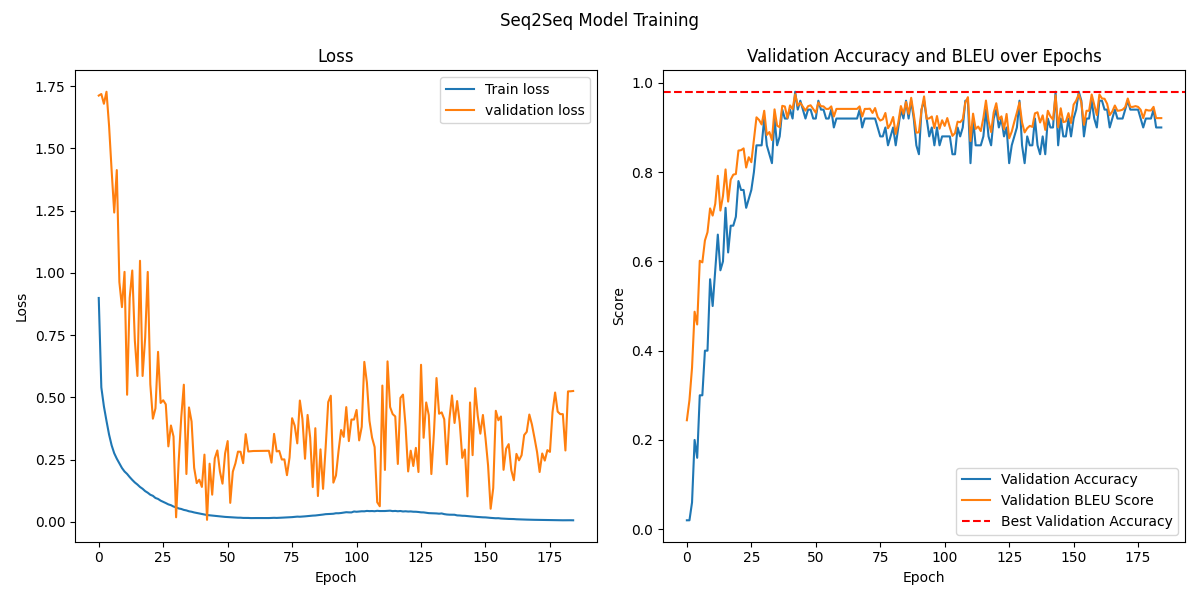 Seq2Seq Model Training
Loss
Train loss
validation loss
1.75
1.50
1.25
1.00
0.75
0.50
0.25
0.00
Loss
0 25 50 75 100 125 150 175
Epoch
Validation Accuracy and BLEU over Epochs
1.0
0.8
0.6
0.4
0.2
0.0
Score
Validation Accuracy
Validation BLEU Score
Best Validation Accuracy
0 25 50 75 100 125 150 175
Epoch